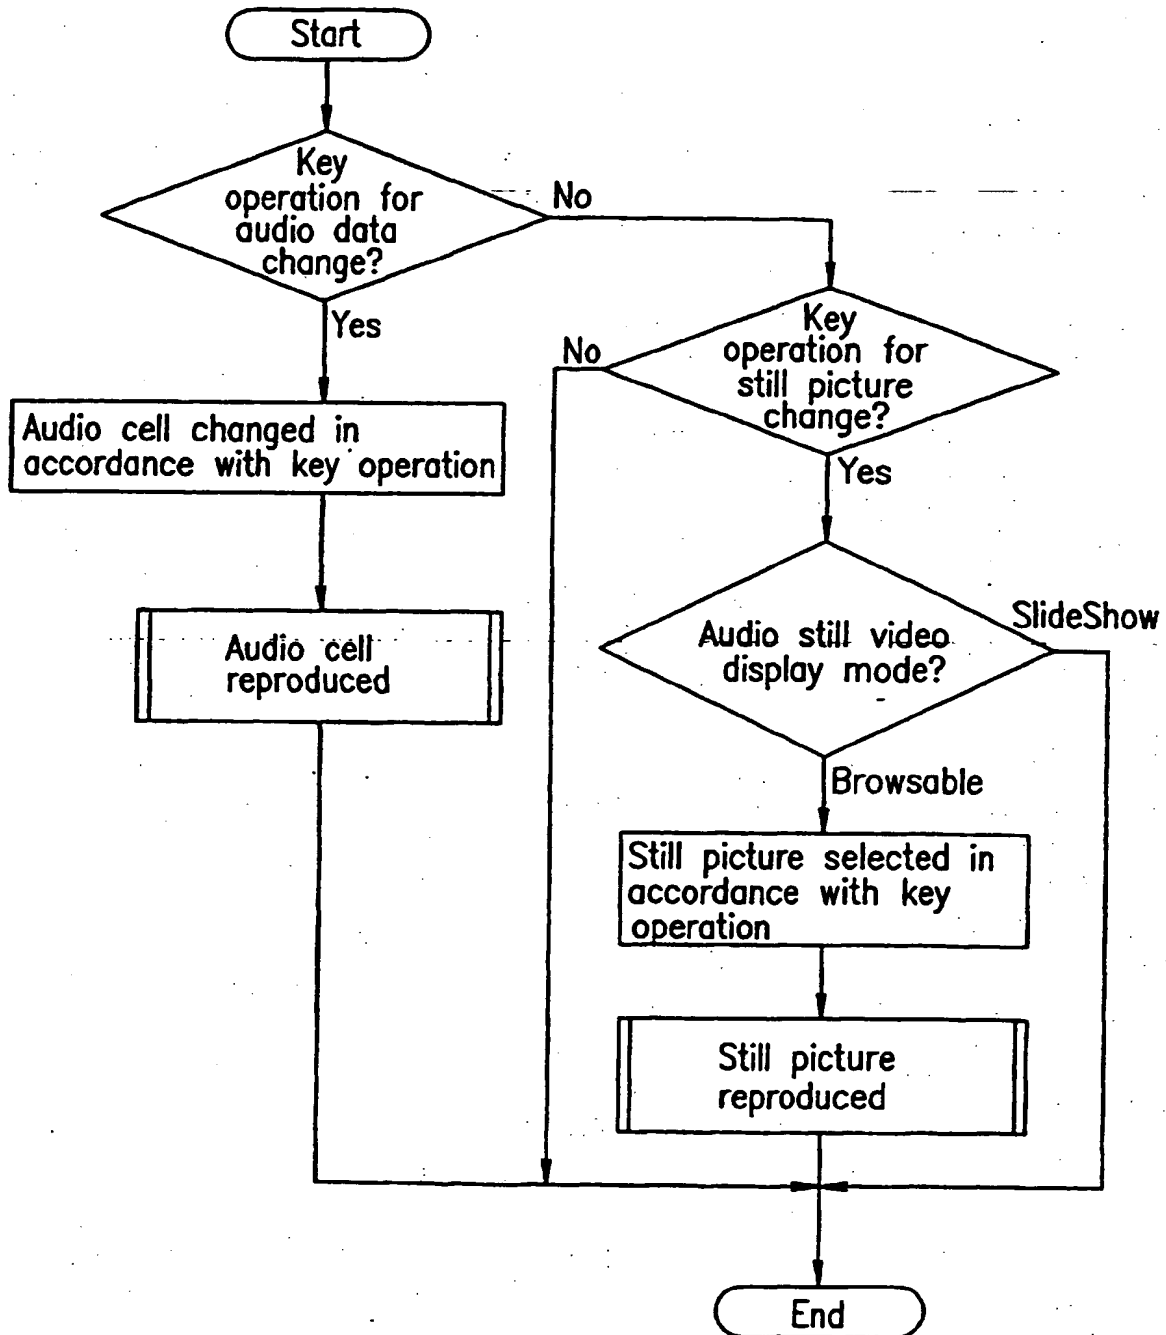 Start
Key
operation for
audio data
change?
No
Yes
Key
operation for
still picture
change?
No
Yes
Audio cell changed in
accordance with key operation
Audio cell
reproduced
Audio still video
display mode?
SlideShow
Browsable
Still picture selected in
accordance with key
operation
Still picture
reproduced
End